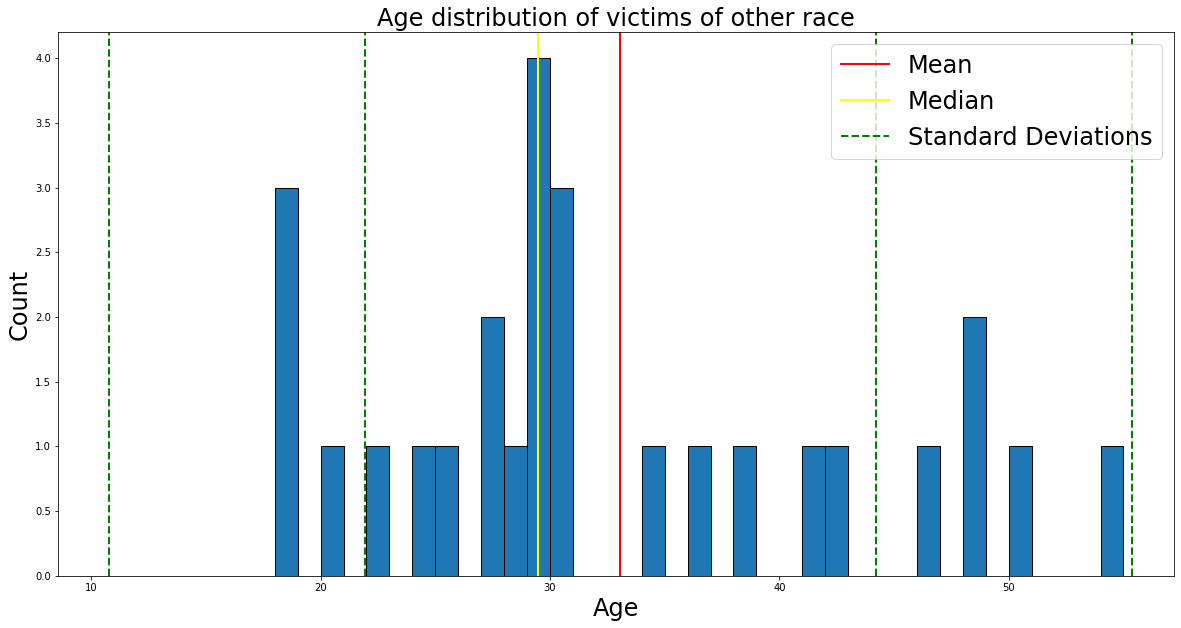 Age distribution of victims of other race
Mean
Median
Standard Deviations
4.0
3.5
3.0
2.5
2.0
1.5
1.0
0.5
0.0
Count
10 20 30 40 50
Age